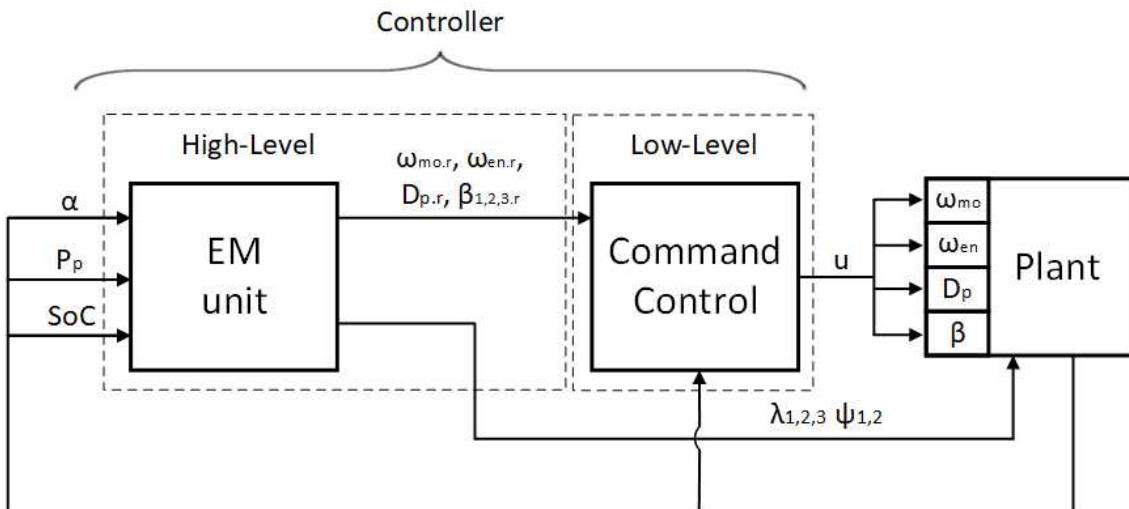 Controller
High-Level
Low-Level
ωmo.r, ωen.r,
Dp.r, β1,2,3.r
α
Pp
SoC
EM
unit
Command
Control
u
ωmo
ωen
Dp
β
Plant
λ1,2,3 ψ1,2